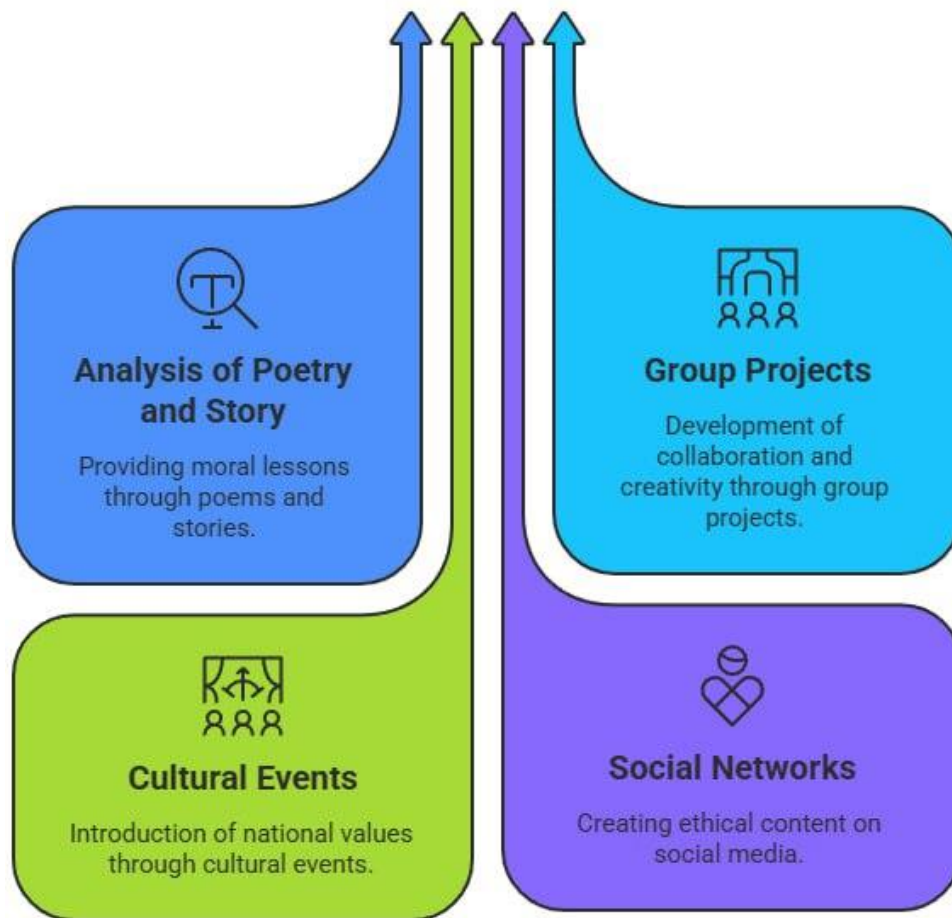 Analysis of Poetry
and Story
Providing moral lessons
through poems and
stories.
Group Projects
Development of
collaboration and
creativity through group
projects.
Cultural Events
Introduction of national values
through cultural events.
Social Networks
Creating ethical content on
social media.